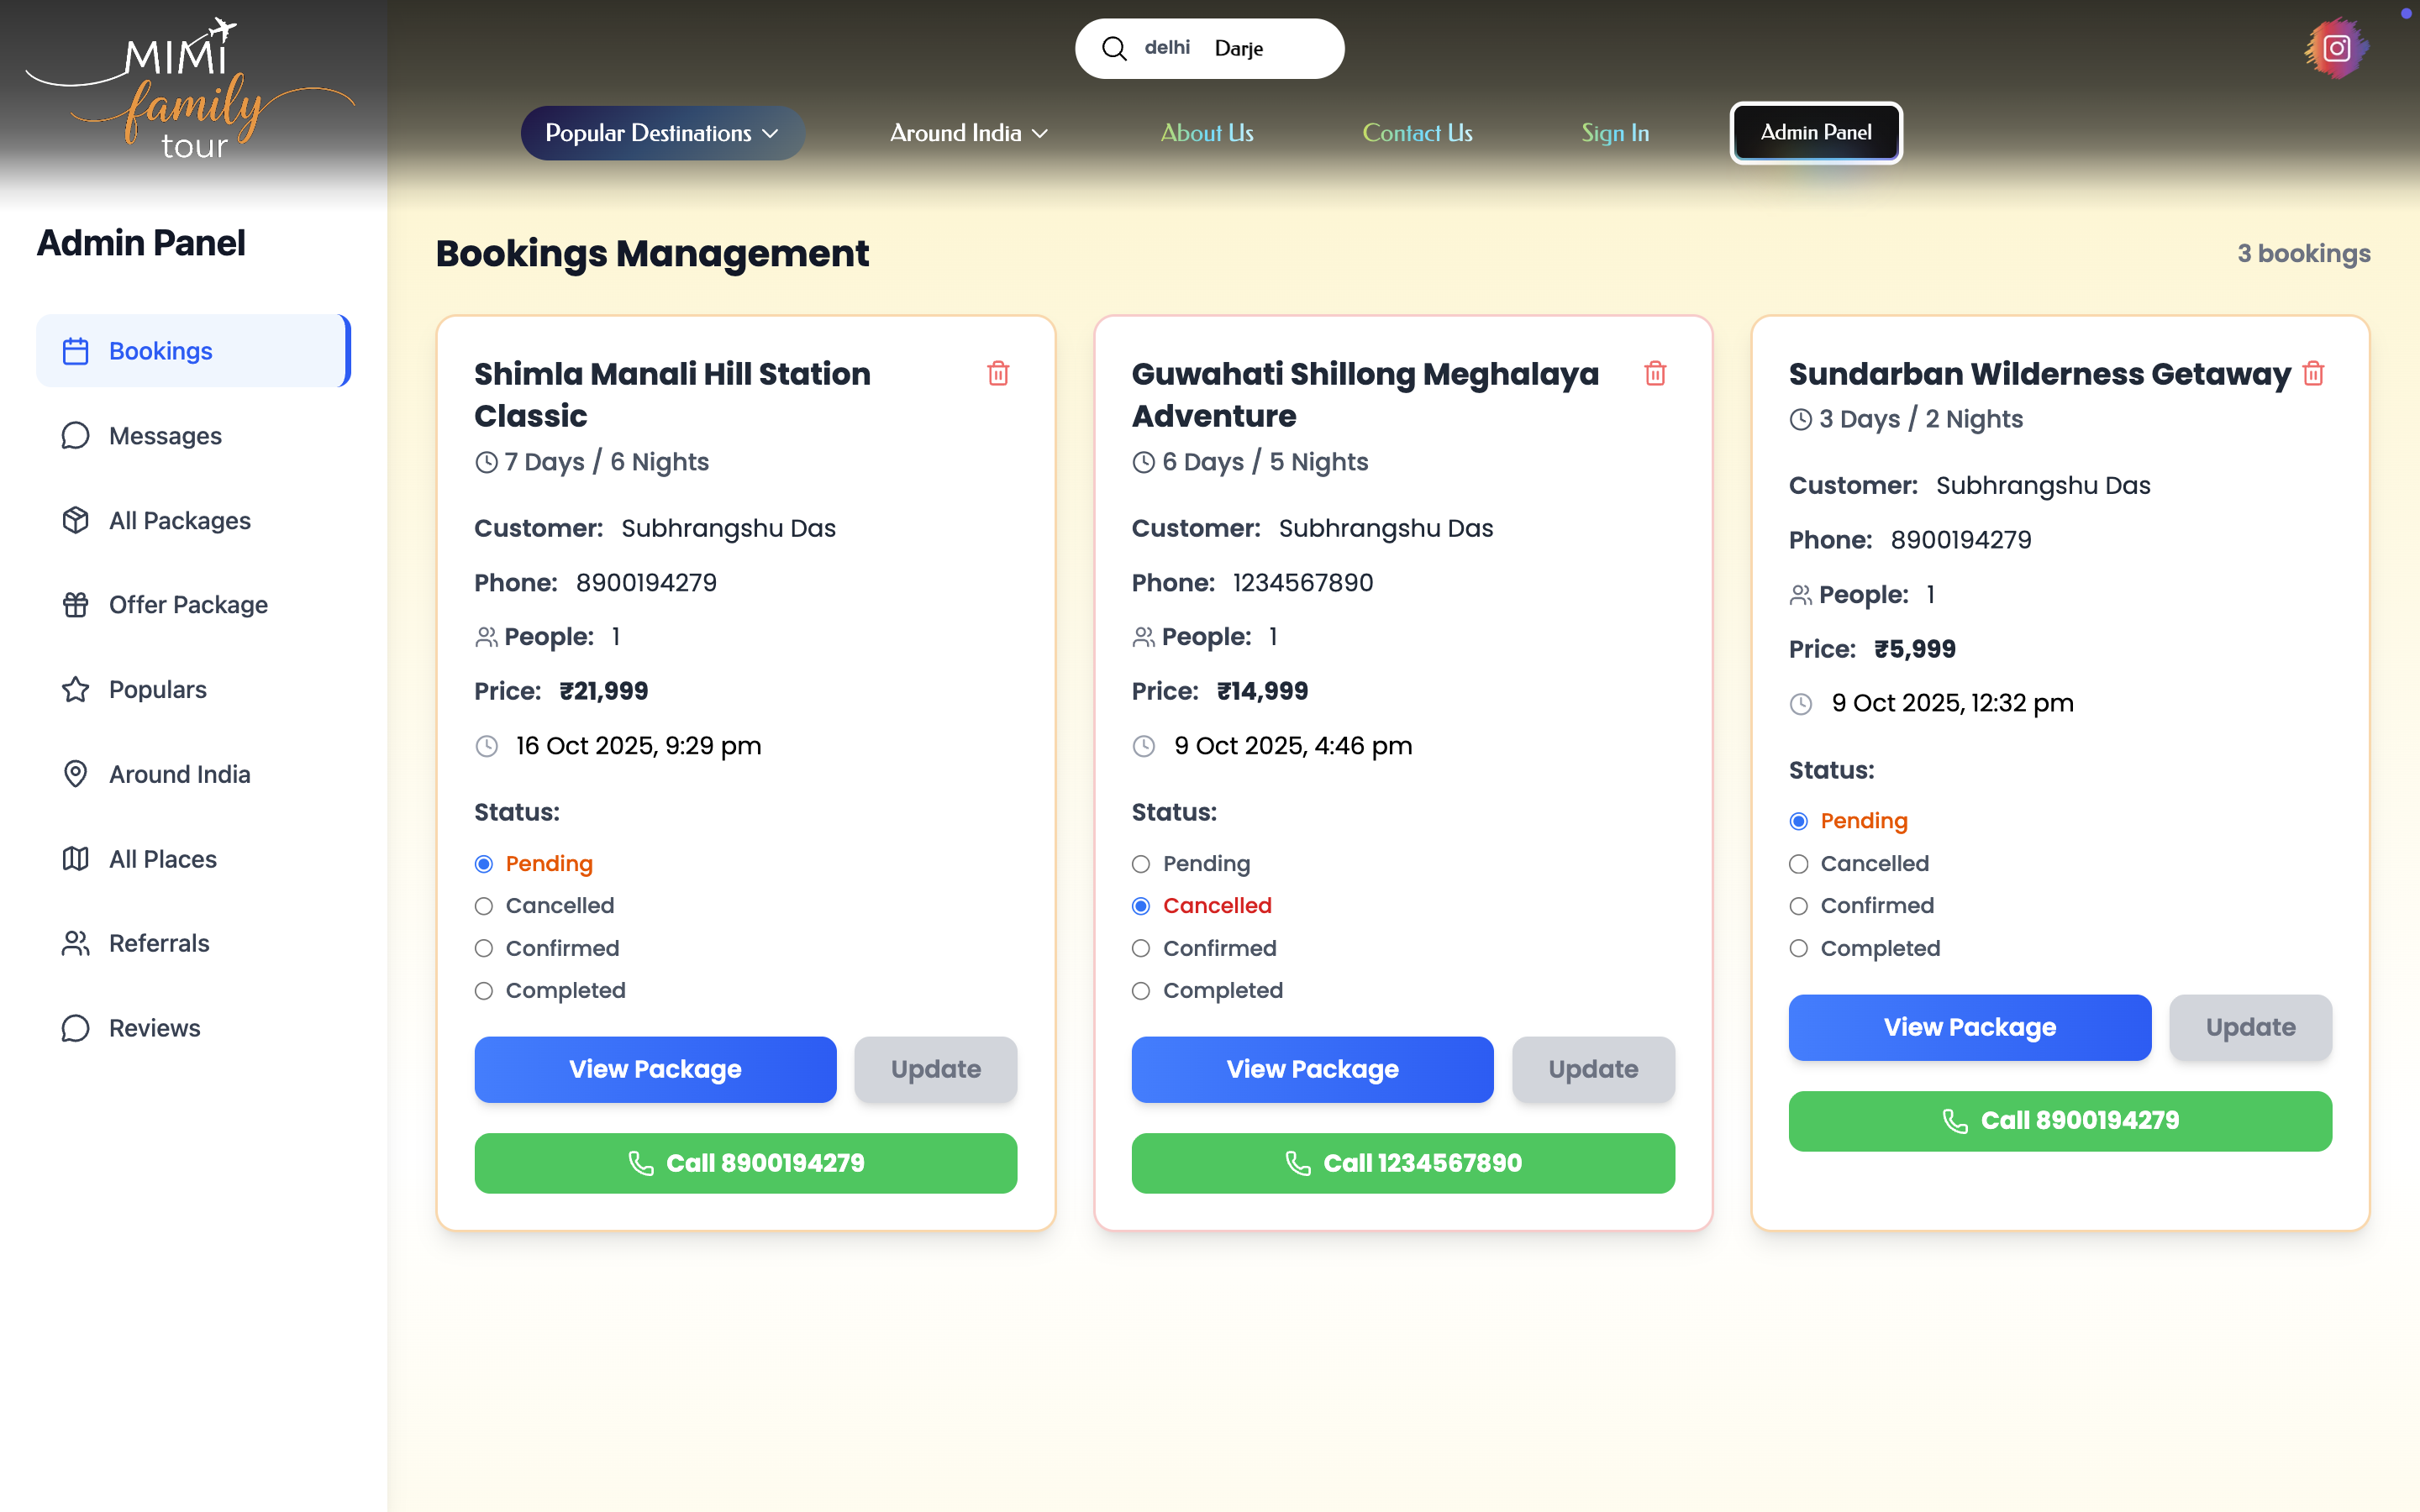 MIMi
family
tour
delhi Darje
Popular Destinations Around India About Us Contact Us Sign In Admin Panel
Admin Panel
Bookings
Messages
All Packages
Offer Package
Populars
Around India
All Places
Referrals
Reviews
Bookings Management
3 bookings
Shimla Manali Hill Station
Classic
7 Days / 6 Nights
Customer: Subhrangshu Das
Phone: 8900194279
People: 1
Price: ₹21,999
16 Oct 2025, 9:29 pm
Status:
Pending
Cancelled
Confirmed
Completed
View Package Update
Call 8900194279
Guwahati Shillong Meghalaya
Adventure
6 Days / 5 Nights
Customer: Subhrangshu Das
Phone: 1234567890
People: 1
Price: ₹14,999
9 Oct 2025, 4:46 pm
Status:
Pending
Cancelled
Confirmed
Completed
View Package Update
Call 1234567890
Sundarban Wilderness Getaway
3 Days / 2 Nights
Customer: Subhrangshu Das
Phone: 8900194279
People: 1
Price: ₹5,999
9 Oct 2025, 12:32 pm
Status:
Pending
Cancelled
Confirmed
Completed
View Package Update
Call 8900194279